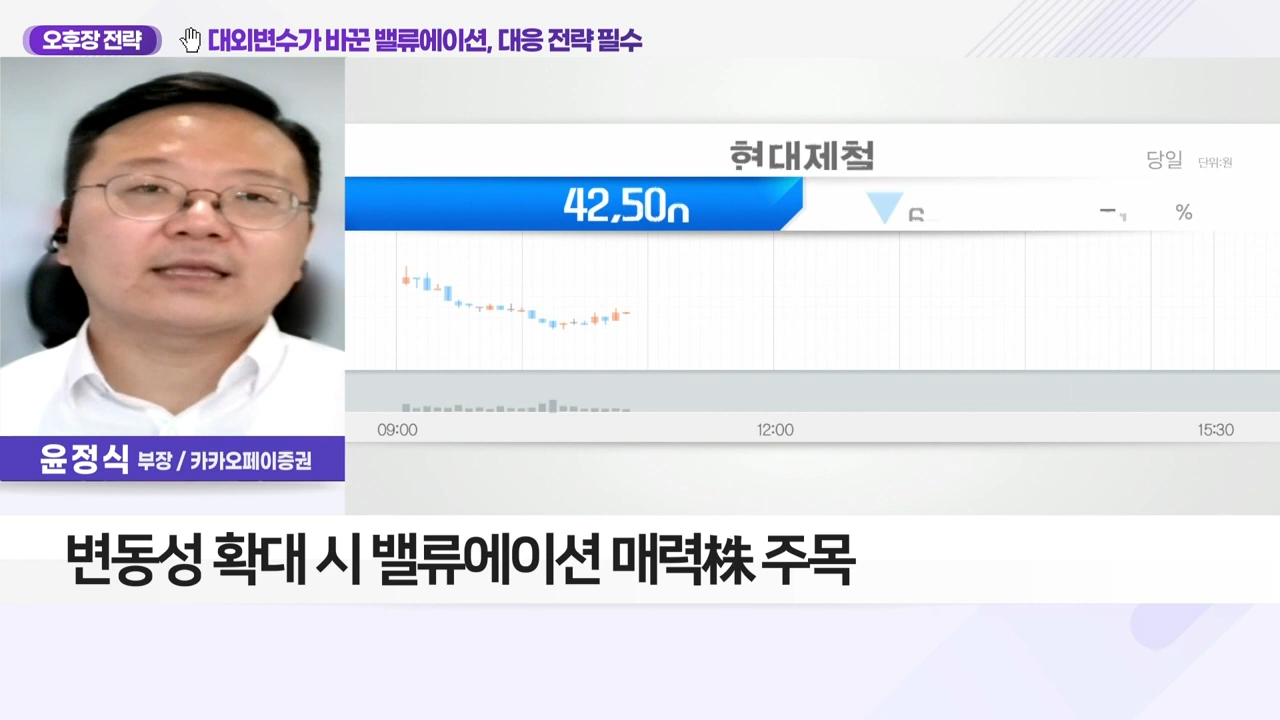 오후장 전략
대외변수가 바꾼 밸류에이션, 대응 전략 필수
현대제철
당일 단위:원
42,50
%
09:00 12:00 15:30
윤정식 부장 / 카카오페이증권
변동성 확대 시 밸류에이션 매력株 주목